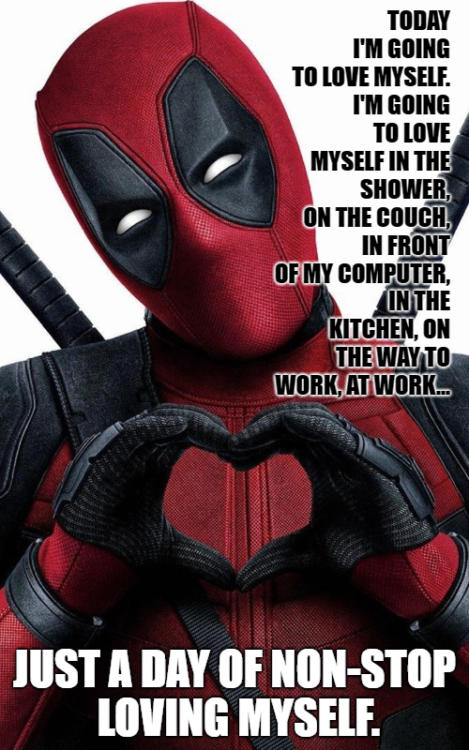 TODAY
I'M GOING
TO LOVE MYSELF.
I'M GOING
TO LOVE
MYSELF IN THE
SHOWER,
ON THE COUCH,
IN FRONT
OF MY COMPUTER,
IN THE
KITCHEN, ON
THE WAY TO
WORK, AT WORK...
JUST A DAY OF NON-STOP
LOVING MYSELF.